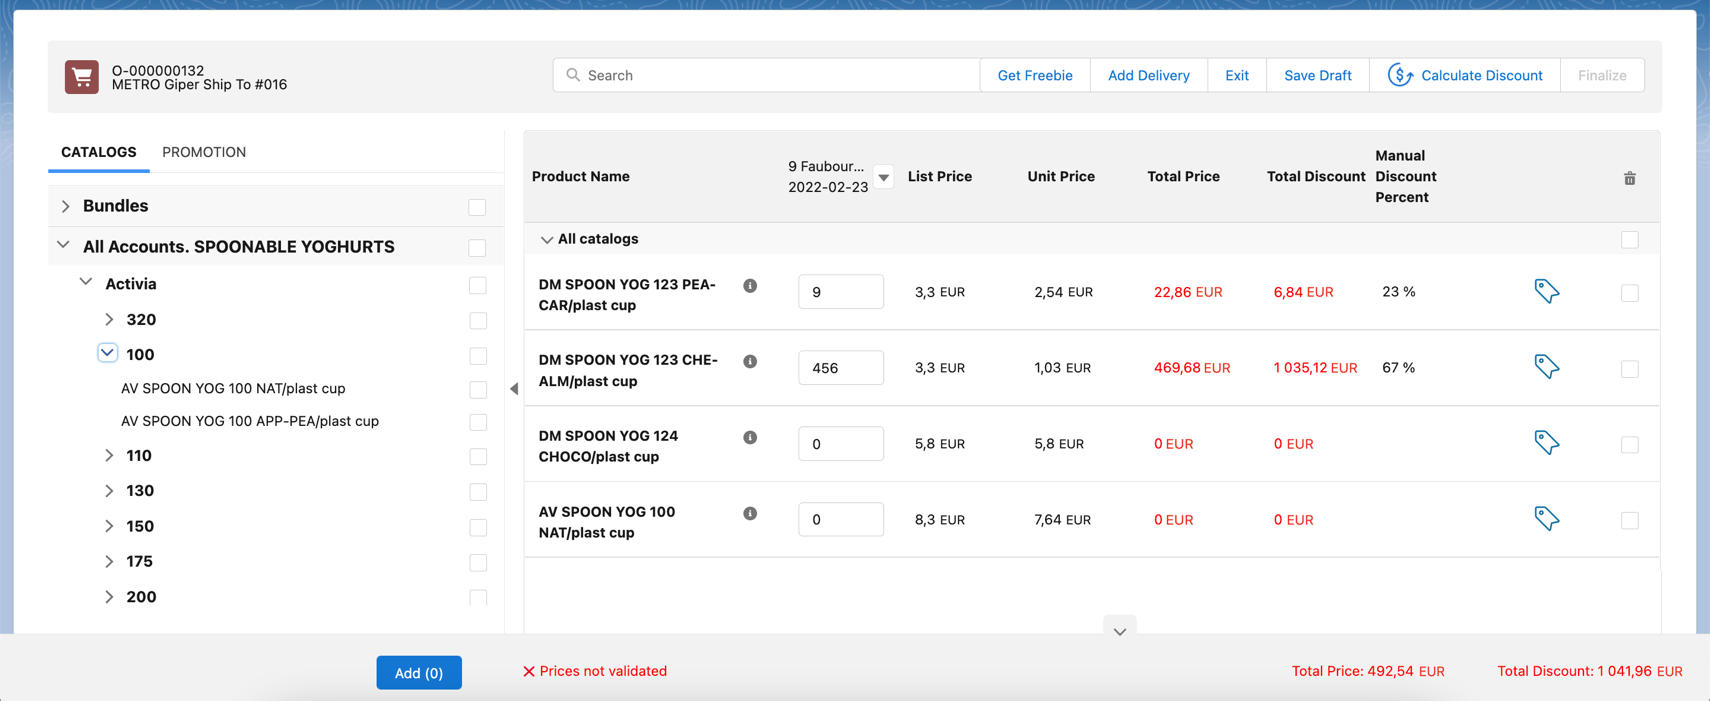 O-000000132
METRO Giper Ship To #016
Search
Get Freebie
Add Delivery
Exit
Save Draft
Calculate Discount
Finalize
CATALOGS
PROMOTION
Bundles
All Accounts. SPOONABLE YOGHURTS
Activia
320
100
AV SPOON YOG 100 NAT/plast cup
AV SPOON YOG 100 APP-PEA/plast cup
110
130
150
175
200
Product Name
9 Faubour...
2022-02-23
List Price
Unit Price
Total Price
Total Discount
Manual
Discount
Percent
All catalogs
DM SPOON YOG 123 PEA-
CAR/plast cup
9
3,3 EUR
2,54 EUR
22,86 EUR
6,84 EUR
23 %
DM SPOON YOG 123 CHE-
ALM/plast cup
456
3,3 EUR
1,03 EUR
469,68 EUR
1 035,12 EUR
67 %
DM SPOON YOG 124
CHOCO/plast cup
0
5,8 EUR
5,8 EUR
0 EUR
0 EUR
AV SPOON YOG 100
NAT/plast cup
0
8,3 EUR
7,64 EUR
0 EUR
0 EUR
Add (0)
Prices not validated
Total Price: 492,54 EUR
Total Discount: 1 041,96 EUR